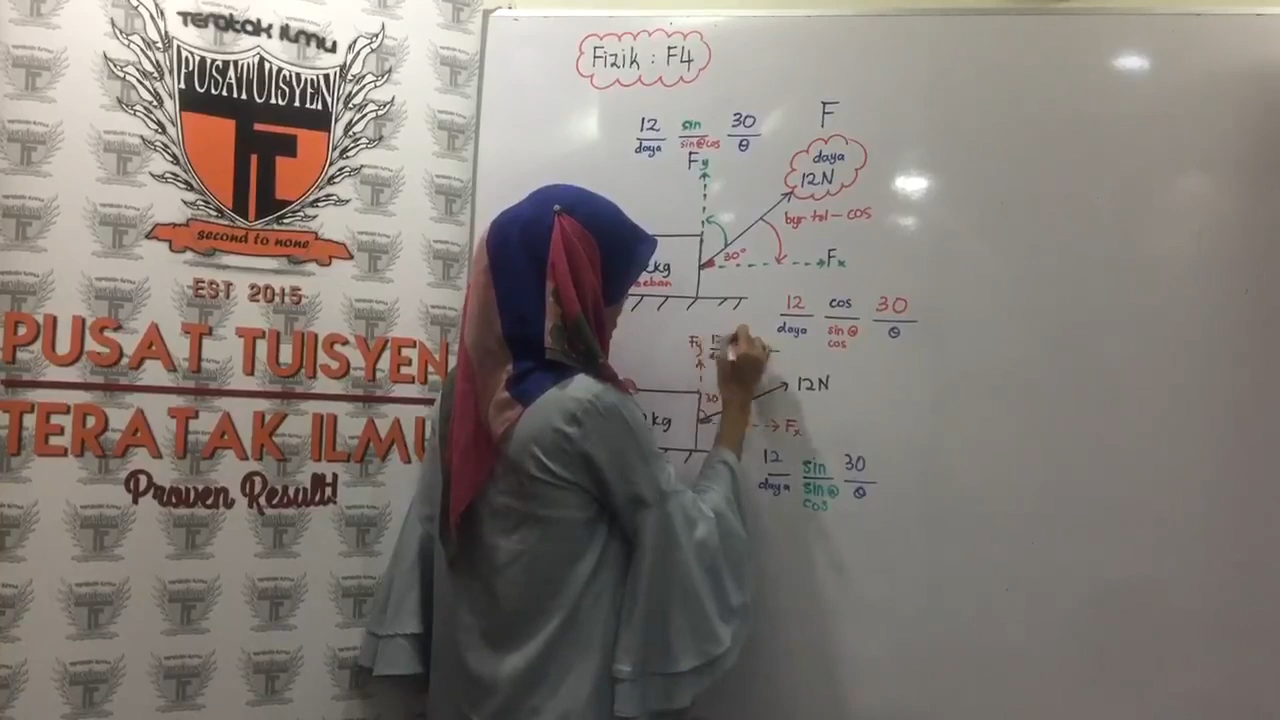 Teratak Ilmu
PUSATUISYEN
second to none
EST 2015
PUSAT TUISYEN
TERATAK ILMU
Proven Result!
Fizik : F4
12 sin 30
daya sin@cos θ
Fy
F
daya
12N
byr tol - cos
30°
Fx
kg
12 cos 30
daya sin @ θ
cos
Fy
12N
30
kg
Fx
12 sin 30
daya sin @ θ
cos